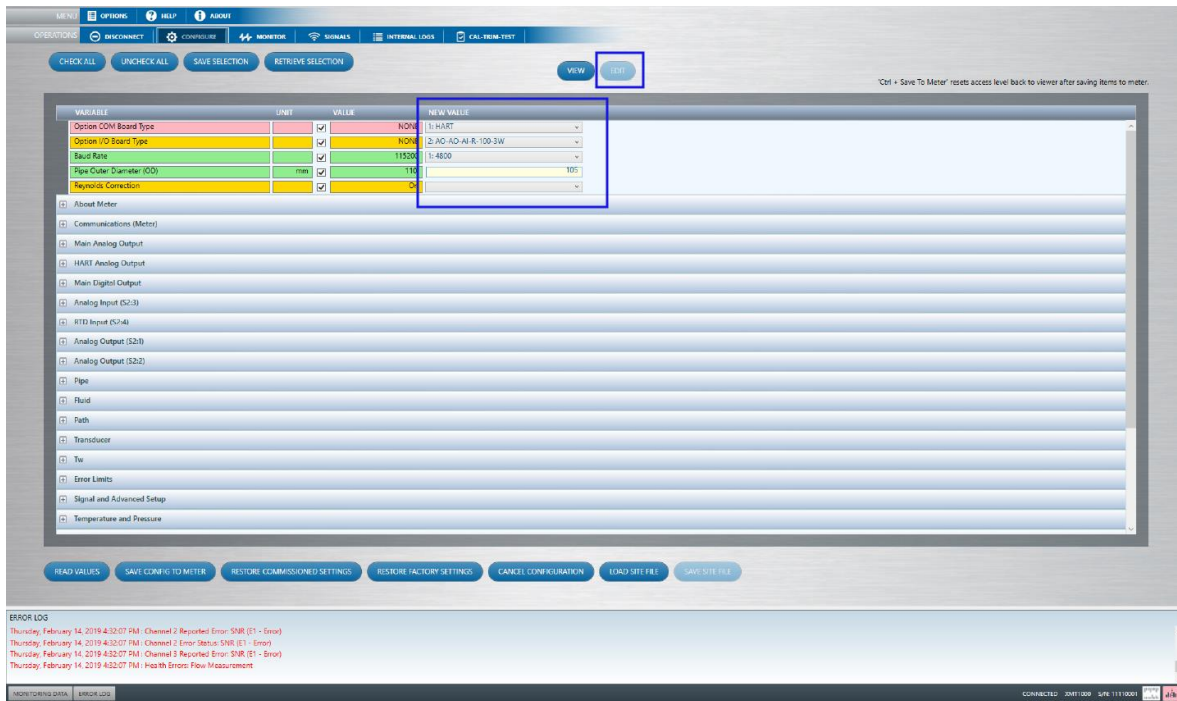 MENU OPTIONS HELP ABOUT
OPERATIONS DISCONNECT CONFIGURE MONITOR SIGNALS INTERNAL LOGS CAL-TRIM-TEST
CHECK ALL UNCHECK ALL SAVE SELECTION RETRIEVE SELECTION
VIEW EDIT
'Ctrl + Save To Meter' resets access level back to viewer after saving items to meter.
VARIABLE UNIT VALUE NEW VALUE
Option COM Board Type NONE 1: HART
Option I/O Board Type NONE 2: AO-AO-AI-R-100-3W
Baud Rate 115200 1: 4800
Pipe Outer Diameter (OD) mm 110 105
Reynolds Correction On
About Meter
Communications (Meter)
Main Analog Output
HART Analog Output
Main Digital Output
Analog Input (S2:3)
RTD Input (S2:4)
Analog Output (S2:1)
Analog Output (S2:2)
Pipe
Fluid
Path
Transducer
Tw
Error Limits
Signal and Advanced Setup
Temperature and Pressure
READ VALUES SAVE CONFIG TO METER RESTORE COMMISSIONED SETTINGS RESTORE FACTORY SETTINGS CANCEL CONFIGURATION LOAD SITE FILE SAVE SITE FILE
ERROR LOG
Thursday, February 14, 2019 4:32:07 PM : Channel 2 Reported Error: SNR (E1 - Error)
Thursday, February 14, 2019 4:32:07 PM : Channel 2 Error Status: SNR (E1 - Error)
Thursday, February 14, 2019 4:32:07 PM : Channel 3 Reported Error: SNR (E1 - Error)
Thursday, February 14, 2019 4:32:07 PM : Health Errors: Flow Measurement
MONITORING DATA ERROR LOG CONNECTED XMT1000 S/N: 11110001